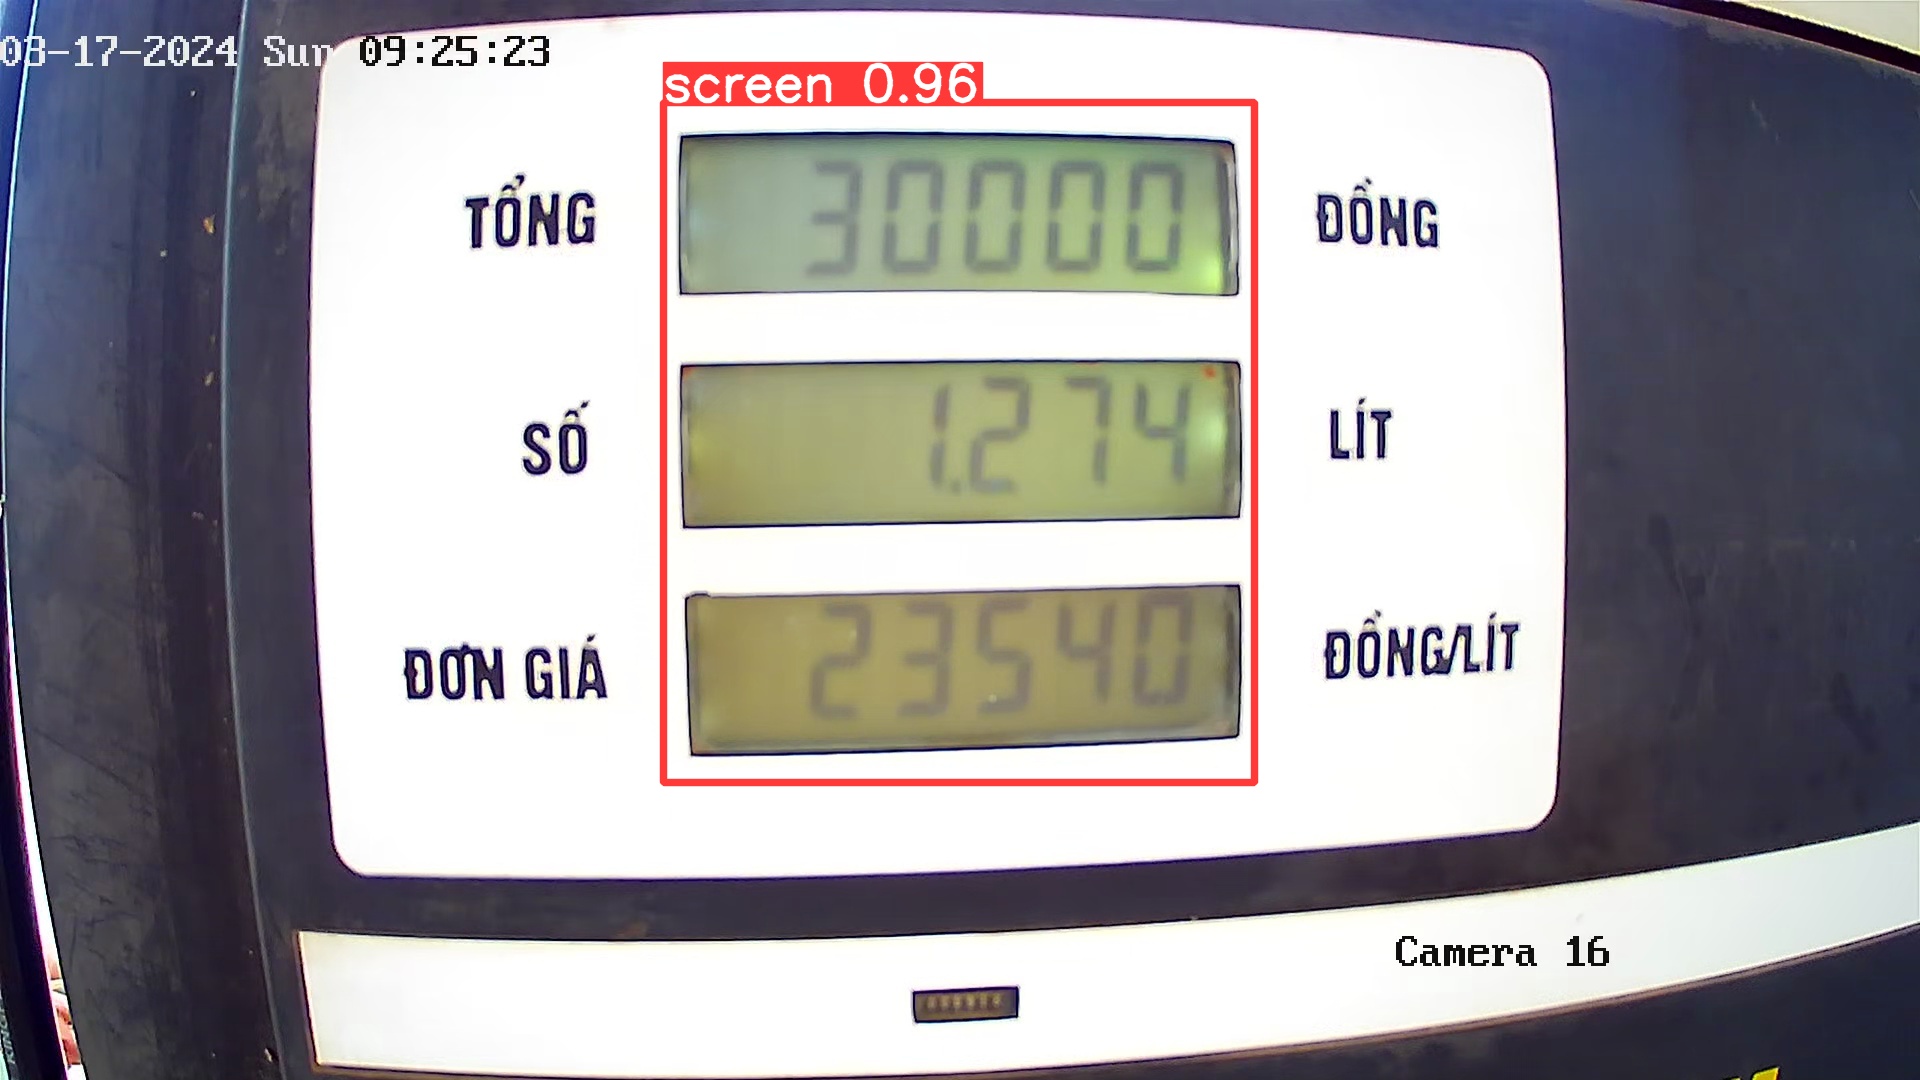 03-17-2024 Sun 09:25:23
screen 0.96
TỔNG 30000 ĐỒNG
SỐ 1.274 LÍT
ĐƠN GIÁ 23540 ĐỒNG/LÍT
Camera 16